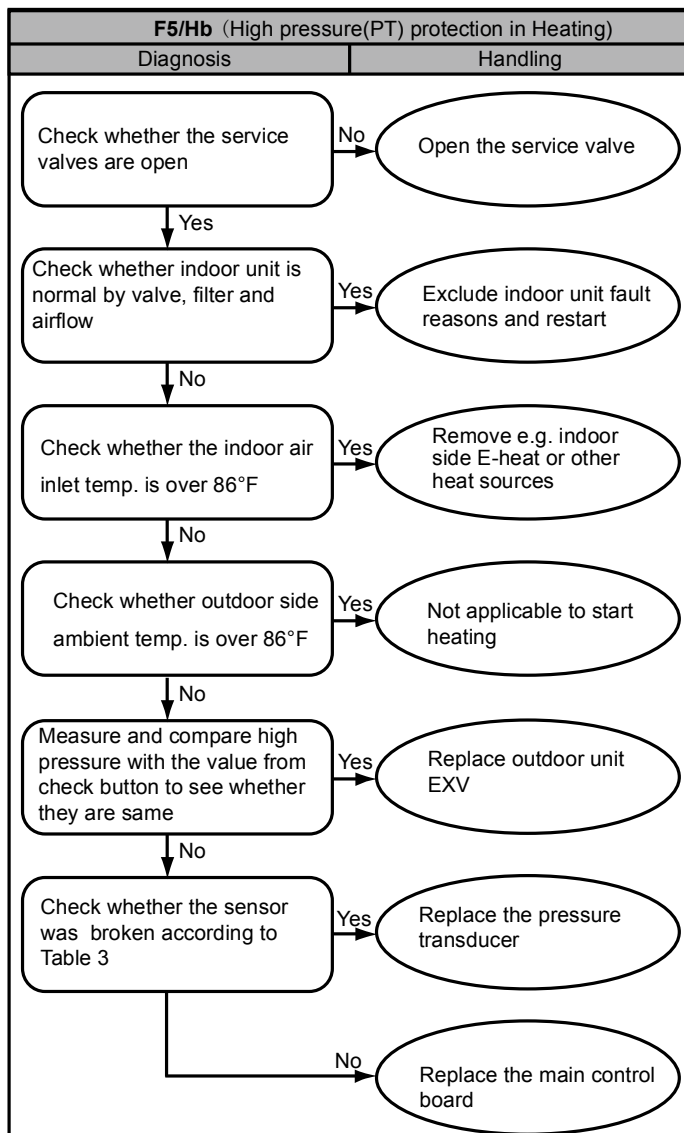 F5/Hb（High pressure(PT) protection in Heating)
Diagnosis
Handling
Check whether the service
valves are open
No
Open the service valve
Yes
Check whether indoor unit is
normal by valve, filter and
airflow
Yes
Exclude indoor unit fault
reasons and restart
No
Check whether the indoor air
inlet temp. is over 86°F
Yes
Remove e.g. indoor
side E-heat or other
heat sources
No
Check whether outdoor side
ambient temp. is over 86°F
Yes
Not applicable to start
heating
No
Measure and compare high
pressure with the value from
check button to see whether
they are same
Yes
Replace outdoor unit
EXV
No
Check whether the sensor
was broken according to
Table 3
Yes
Replace the pressure
transducer
No
Replace the main control
board